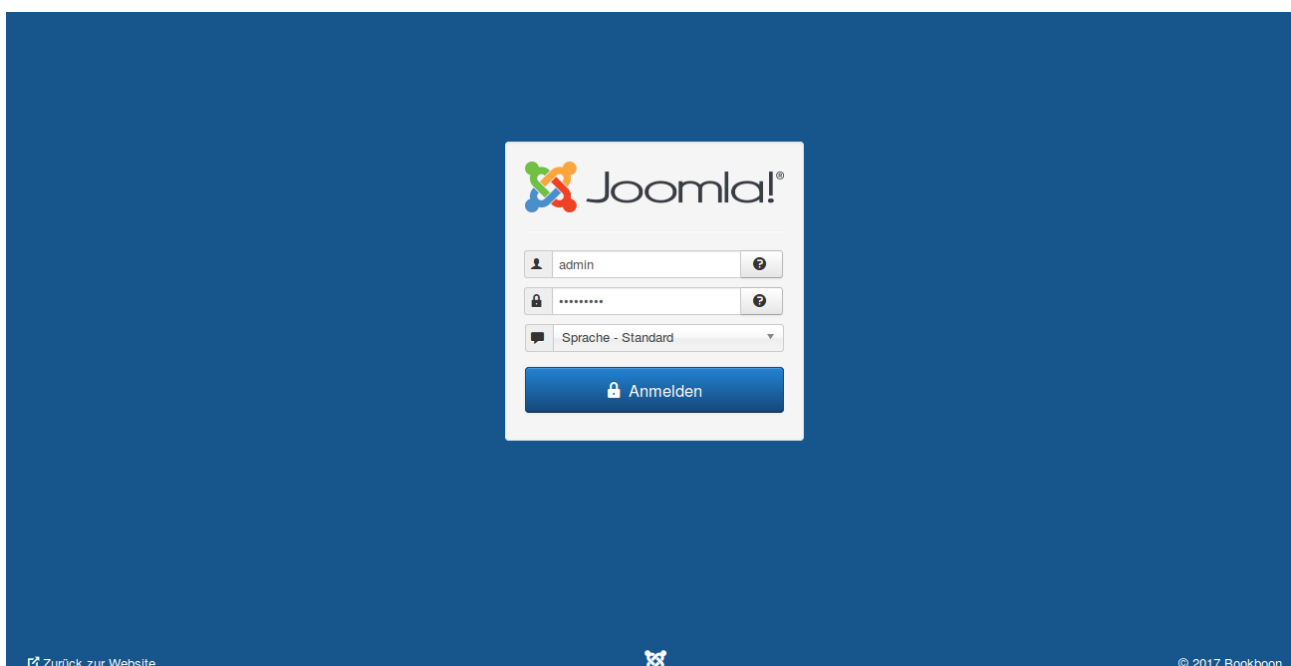 Joomla!®
admin
•••••••••
Sprache - Standard
Anmelden
Zurück zur Website
© 2017 Bookboon